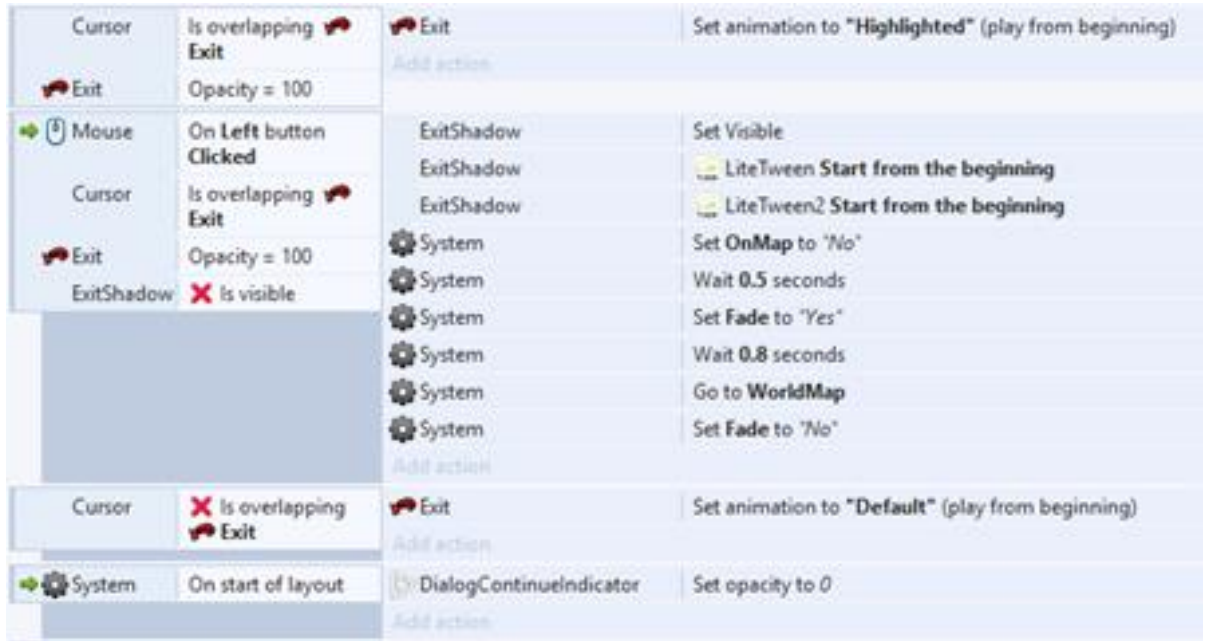 Cursor Is overlapping Exit
Exit Set animation to "Highlighted" (play from beginning)
Add action
Exit Opacity = 100
Mouse On Left button Clicked
Cursor Is overlapping Exit
Exit Opacity = 100
ExitShadow Is visible
ExitShadow Set Visible
ExitShadow LiteTween Start from the beginning
ExitShadow LiteTween2 Start from the beginning
System Set OnMap to "No"
System Wait 0.5 seconds
System Set Fade to "Yes"
System Wait 0.8 seconds
System Go to WorldMap
System Set Fade to "No"
Add action
Cursor Is overlapping Exit
Exit Set animation to "Default" (play from beginning)
Add action
System On start of layout
DialogContinueIndicator Set opacity to 0
Add action